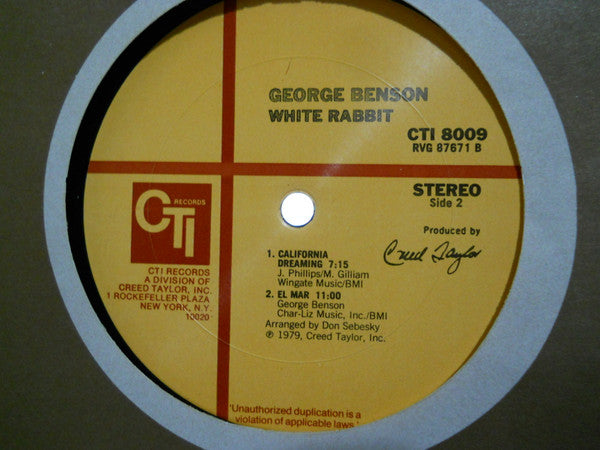 GEORGE BENSON
WHITE RABBIT
CTI 8009
RVG 87671 B
STEREO
Side 2
Produced by
Creed Taylor
CTI RECORDS
CTI RECORDS
A DIVISION OF
CREED TAYLOR, INC.
1 ROCKEFELLER PLAZA
NEW YORK, N.Y.
10020
1. CALIFORNIA
DREAMING 7:15
J. Phillips/M. Gilliam
Wingate Music/BMI
2. EL MAR 11:00
George Benson
Char-Liz Music, Inc./BMI
Arranged by Don Sebesky
℗ 1979, Creed Taylor, Inc.
'Unauthorized duplication is a
violation of applicable laws.'